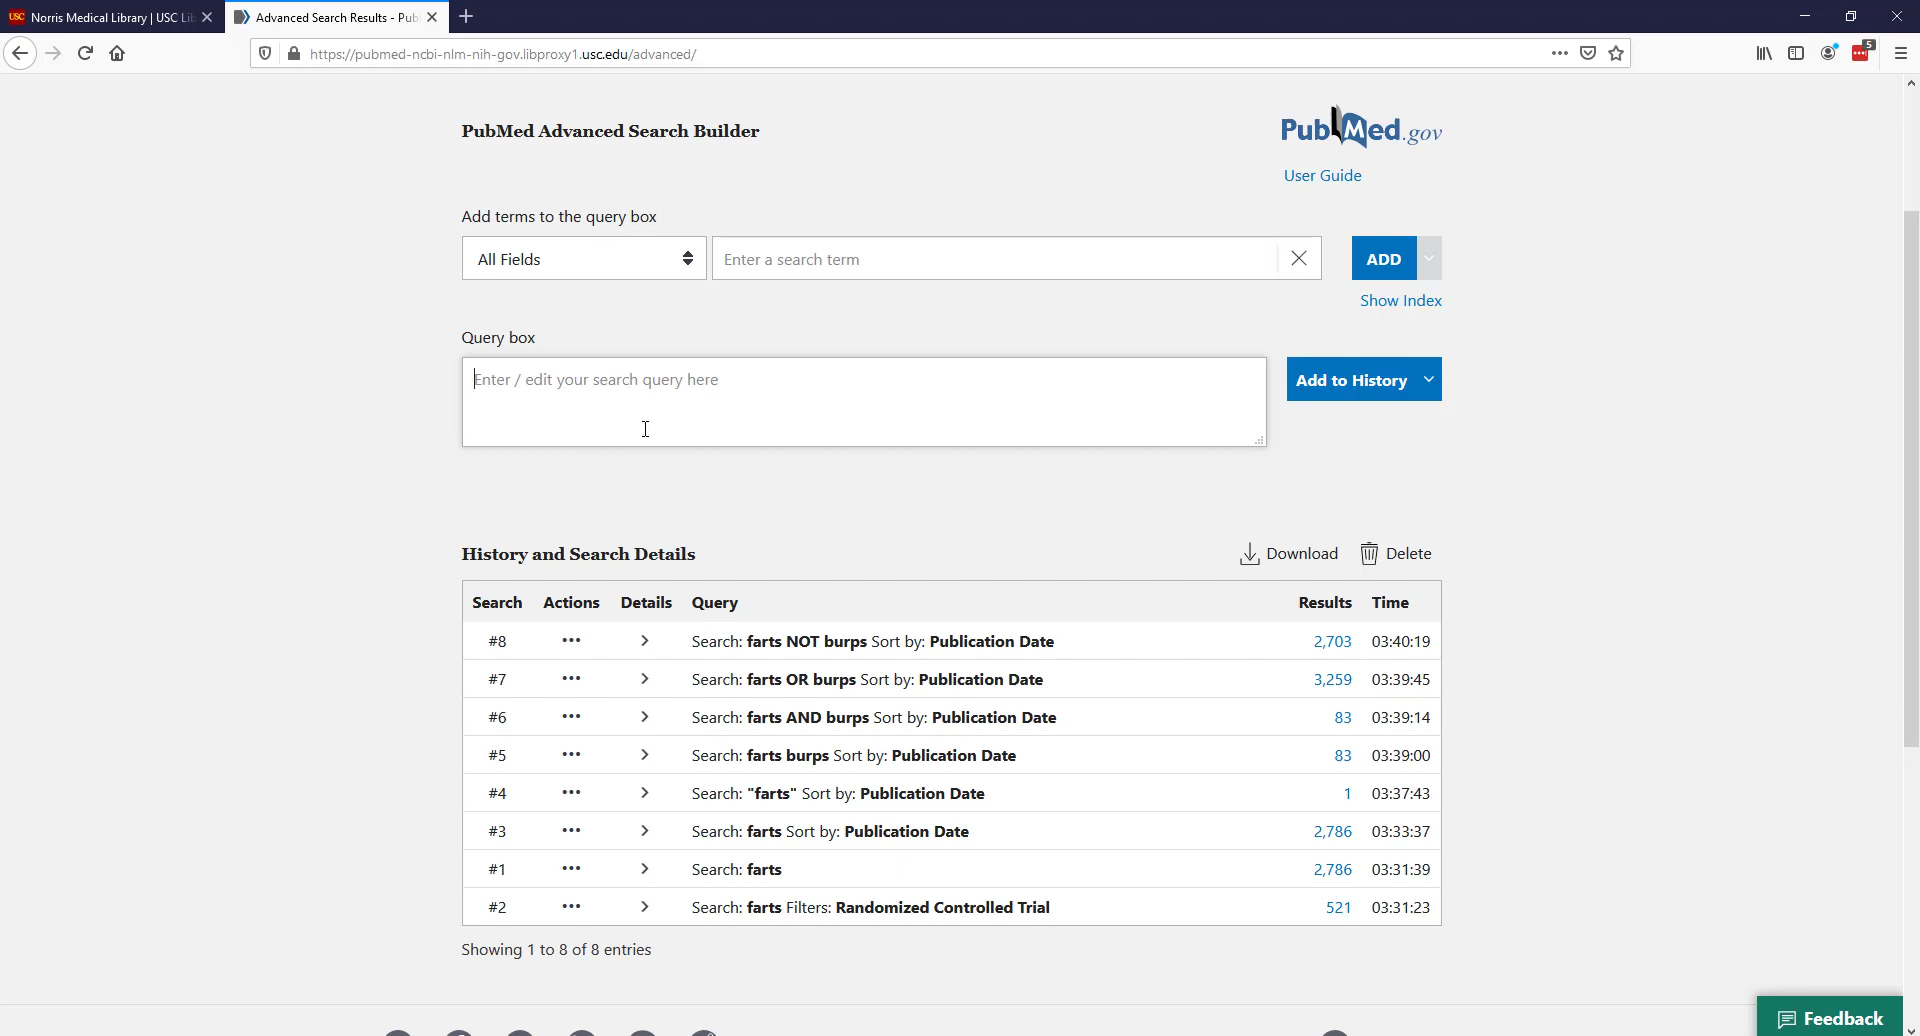 USC Norris Medical Library | USC Li
Advanced Search Results - Pub
https://pubmed-ncbi-nlm-nih-gov.libproxy1.usc.edu/advanced/
5
PubMed Advanced Search Builder
PubMed.gov
User Guide
Add terms to the query box
All Fields
Enter a search term
ADD
Show Index
Query box
Enter / edit your search query here
Add to History
History and Search Details
Download
Delete
Search Actions Details Query Results Time
#8 ••• Search: farts NOT burps Sort by: Publication Date 2,703 03:40:19
#7 ••• Search: farts OR burps Sort by: Publication Date 3,259 03:39:45
#6 ••• Search: farts AND burps Sort by: Publication Date 83 03:39:14
#5 ••• Search: farts burps Sort by: Publication Date 83 03:39:00
#4 ••• Search: "farts" Sort by: Publication Date 1 03:37:43
#3 ••• Search: farts Sort by: Publication Date 2,786 03:33:37
#1 ••• Search: farts 2,786 03:31:39
#2 ••• Search: farts Filters: Randomized Controlled Trial 521 03:31:23
Showing 1 to 8 of 8 entries
Feedback